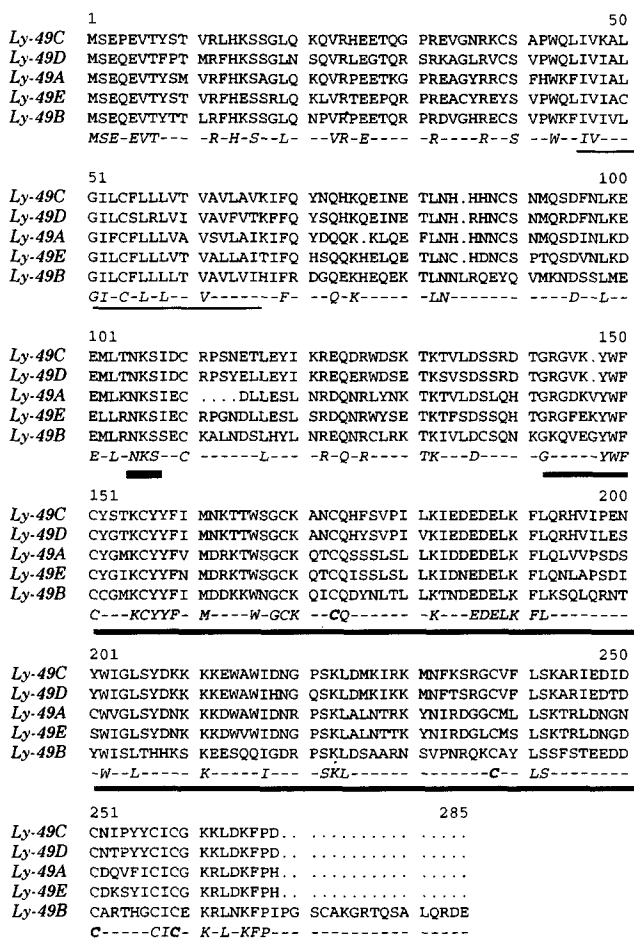 1 50
Ly-49C MSEPEVTYST VRLHKSSGLQ KQVRHEETQG PREVGNRKCS APWQLIVKAL
Ly-49D MSEQEVTFPT MRFHKSSGLN SQVRLEGTQR SRKAGLRVCS VPWQLIVIAL
Ly-49A MSEQEVTYSM VRFHKSAGLQ KQVRPEETKG PREAGYRRCS FHWKFIVIAL
Ly-49E MSEQEVTYST VRFHESSRLQ KLVRTEEPQR PREACYREYS VPWQLIVIAC
Ly-49B MSEQEVTYTT LRFHKSSGLQ NPVRPEETQR PRDVGHRECS VPWKFIVIVL
MSE-EVT--- -R-H-S--L- --VR-E---- -R---R--S --W--IV---
51 100
Ly-49C GILCFLLLVT VAVLAVKIFQ YNQHKQEINE TLNH.HHNCS NMQSDFNLKE
Ly-49D GILCSLRLVI VAVFVTKFFQ YSQHKQEINE TLNH.RHNCS NMQRDFNLKE
Ly-49A GIFCFLLLVA VSVLAIKIFQ YDQQK.KLQE FLNH.HNNCS NMQSDINLKD
Ly-49E GILCFLLLVT VALLAITIFQ HSQQKHELQE TLNC.HDNCS PTQSDVNLKD
Ly-49B GILCFLLLTL VAVLVIHIFR DGQEKHEQEK TLNNLRQEYQ VMKNDSSLME
GI-C-L-L-- V------F- --Q-K----- -LN------- ----D--L-
101 150
Ly-49C EMLTNKSIDC RPSNETLEYI KREQDRWDSK TKTVLDSSRD TGRGVK.YWF
Ly-49D EMLTNKSIDC RPSYELLEYI KREQERWDSE TKSVSDSSRD TGRGVK.YWF
Ly-49A EMLKNKSIEC ....DLLESL NRDQNRLYNK TKTVLDSLQHT GRGDKVYWF
Ly-49E ELLRNKSIEC RPGNDLLESL SRDQNRWYSE TKTFSDSSQH TGRGFEKYWF
Ly-49B EMLRNKSSEC KALNDSLHYL NREQNRCLRK TKIVLDCSQN KGKQVEGYWF
E-L-NKS--C ------L--- -R-Q-R---- TK---D---- -G-----YWF
151 200
Ly-49C CYSTKCYYFI MNKTTWSGCK ANCQHFSVPI LKIEDEDELK FLQRHVIPEN
Ly-49D CYGTKCYYFI MNKTTWSGCK ANCQHYSVPI VKIEDEDELK FLQRHVILES
Ly-49A CYGMKCYYFV MDRKTWSGCK QTCQSSSLSL LKIDDEDELK FLQLVVPSDS
Ly-49E CYGIKCYYFN MDRKTWSGCK QTCQISSLSL LKIDNEDELK FLQNLAPSDI
Ly-49B CCGMKCYYFI MDDKKWNGCK QICQDYNLTL LKTNDEDELK FLKSQLQRNT
C---KCYYF- M----W-GCK --CQ------ -K---EDELK FL--------
201 250
Ly-49C YWIGLSYDKK KKEWAWIDNG PSKLDMKIRK MNFKSRGCVF LSKARIEDID
Ly-49D YWIGLSYDKK KKEWAWIHNG QSKLDMKIKK MNFTSRGCVF LSKARIEDTD
Ly-49A CWVGLSYDNK KKDWAWIDNR PSKLALNTRK YNIRDGGCML LSKTRLDNGN
Ly-49E SWIGLSYDNK KKDWVWIDNG PSKLALNTTK YNIRDGLCMS LSKTRLDNGD
Ly-49B YWISLTHHKS KEESQQIGDR PSKLDSAARN SVPNRQKCAY LSSFSTEEDD
-W--L----- K-----I--- -SKL------ -------C-- LS--------
251 285
Ly-49C CNIPYYCICG KKLDKFPD.. .......... .....
Ly-49D CNTPYYCICG KKLDKFPD.. .......... .....
Ly-49A CDQVFICICG KRLDKFPH.. .......... .....
Ly-49E CDKSYICICG KRLDKFPH.. .......... .....
Ly-49B CARTHGCICE KRLNKFPIPG SCAKGRTQSA LQRDE
C-----CIC- K-L-KFP--- ---------- -----